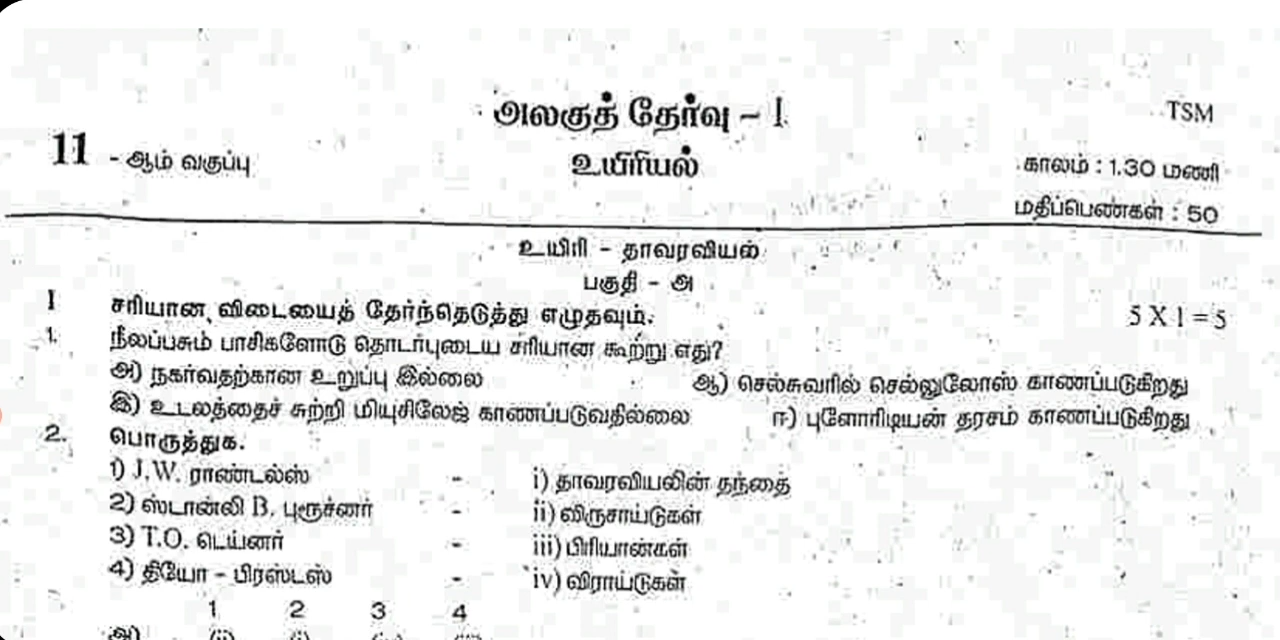 அலகுத் தேர்வு - I
TSM
11 - ஆம் வகுப்பு
உயிரியல்
காலம் : 1.30 மணி
மதிப்பெண்கள் : 50
உயிரி - தாவரவியல்
பகுதி - அ
I சரியான விடையைத் தேர்ந்தெடுத்து எழுதவும். 5 X 1 = 5
1. நீலப்பசும் பாசிகளோடு தொடர்புடைய சரியான கூற்று எது?
அ) நகர்வதற்கான உறுப்பு இல்லை ஆ) செல்சுவரில் செல்லுலோஸ் காணப்படுகிறது
இ) உடலத்தைச் சுற்றி மியுசிலேஜ் காணப்படுவதில்லை ஈ) புளோரிடியன் தரசம் காணப்படுகிறது
2. பொருத்துக.
1) J.W. ராண்டல்ஸ் - i) தாவரவியலின் தந்தை
2) ஸ்டான்லி B. புருச்னர் - ii) விருசாய்டுகள்
3) T.O. டெய்னர் - iii) பிரியான்கள்
4) தியோ - பிரஸ்டஸ் - iv) விராய்டுகள்
1 2 3 4